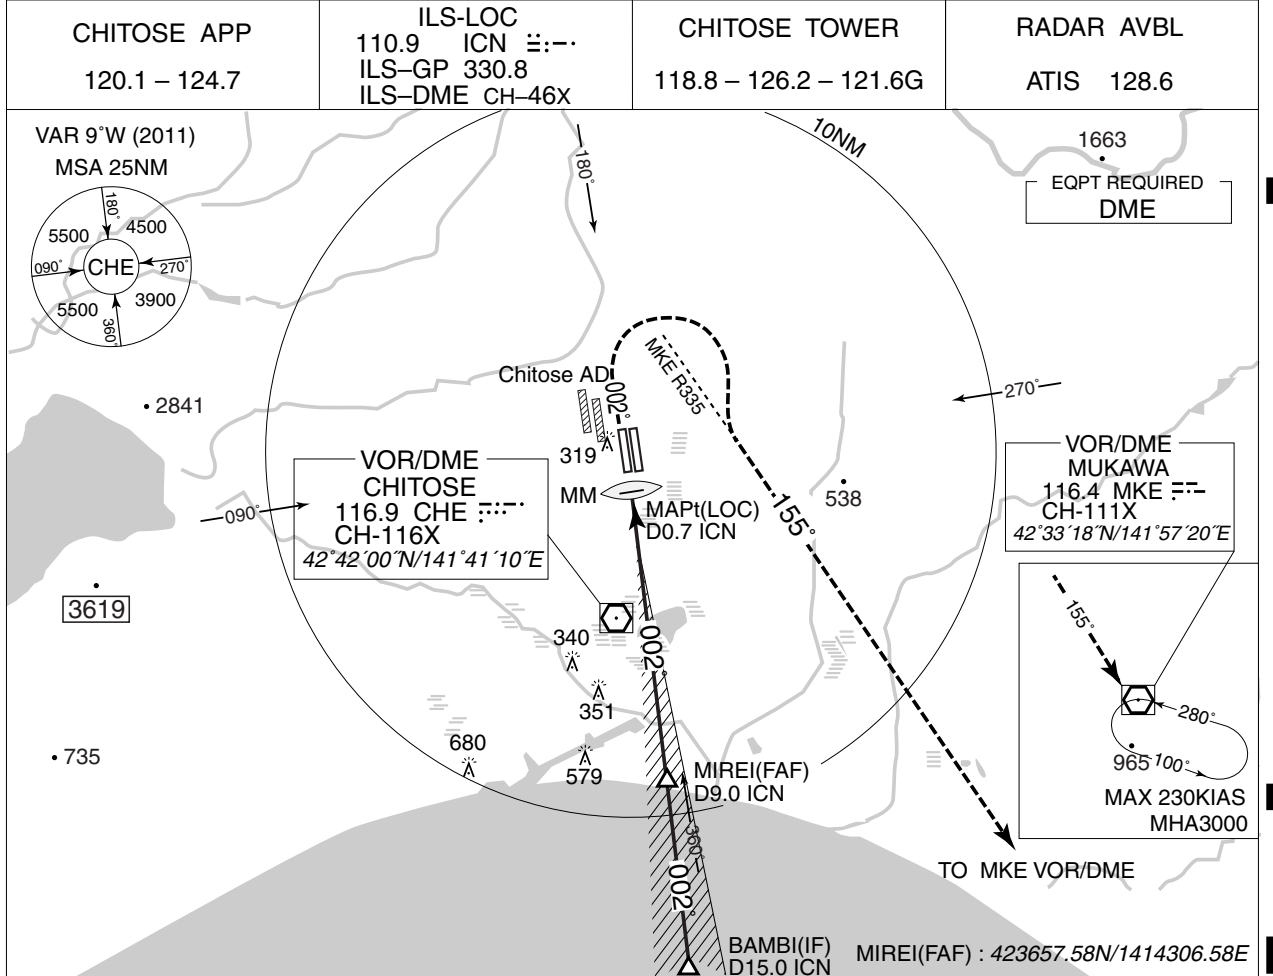 CHITOSE APP
120.1 – 124.7
ILS-LOC
110.9 ICN
ILS–GP 330.8
ILS–DME CH–46X
CHITOSE TOWER
118.8 – 126.2 – 121.6G
RADAR AVBL
ATIS 128.6
VAR 9°W (2011)
MSA 25NM
180°
5500
4500
CHE
090°
270°
5500
3900
360°
10NM
180°
1663
EQPT REQUIRED
DME
2841
Chitose AD
002°
MKE R335
270°
319
MM
MAPt(LOC)
D0.7 ICN
538
155°
090°
VOR/DME
CHITOSE
116.9 CHE
CH-116X
42°42´00˝N/141°41´10˝E
VOR/DME
MUKAWA
116.4 MKE
CH-111X
42°33´18˝N/141°57´20˝E
3619
002°
340
351
155°
280°
965
100°
MAX 230KIAS
MHA3000
735
680
579
MIREI(FAF)
D9.0 ICN
360°
002°
TO MKE VOR/DME
BAMBI(IF)
D15.0 ICN
MIREI(FAF) : 423657.58N/1414306.58E